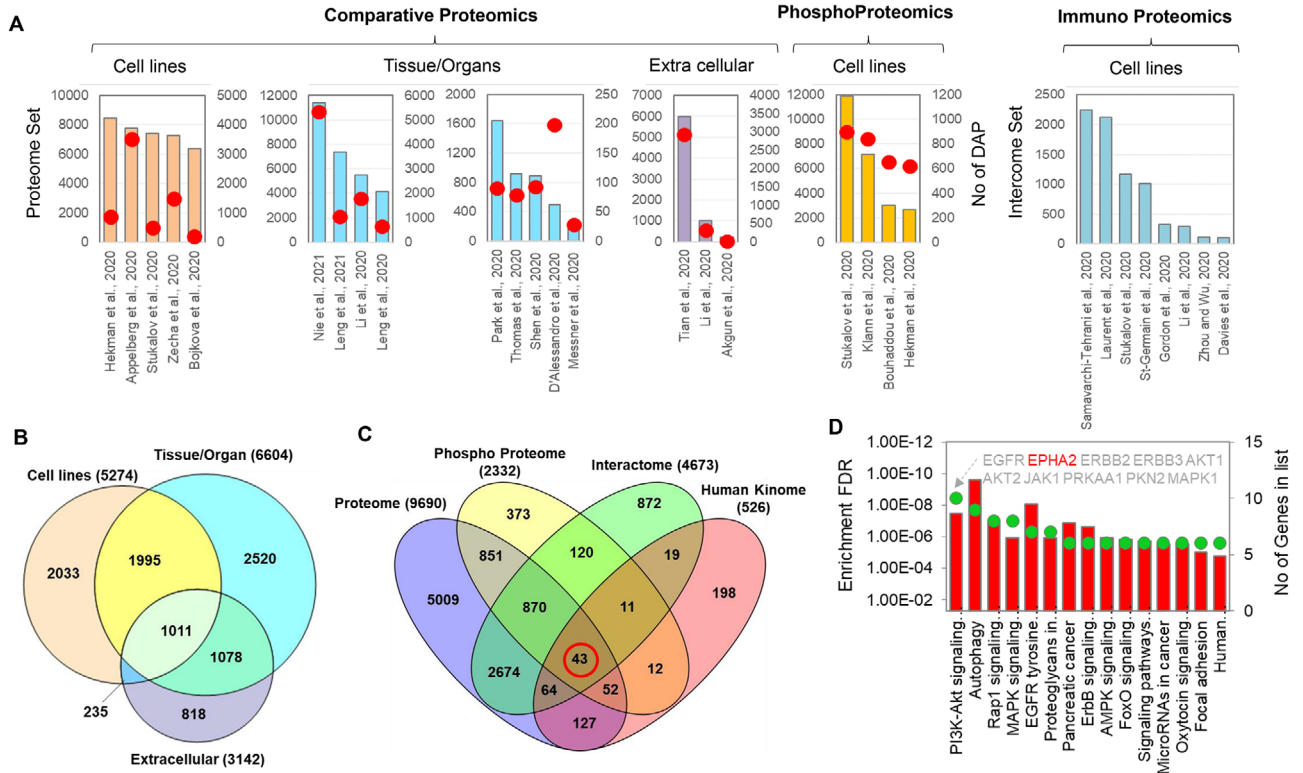 A
Comparative Proteomics
PhosphoProteomics
Immuno Proteomics
Cell lines
Tissue/Organs
Extra cellular
Cell lines
Cell lines
Proteome Set
10000
8000
6000
4000
2000
0
5000
4000
3000
2000
1000
0
Hekman et al., 2020
Appelberg et al., 2020
Stukalov et al., 2020
Zecha et al., 2020
Bojkova et al., 2020
12000
10000
8000
6000
4000
2000
0
6000
5000
4000
3000
2000
1000
0
Nie et al., 2021
Leng et al., 2021
Li et al., 2020
Leng et al., 2020
2000
1600
1200
800
400
0
250
200
150
100
50
0
Park et al., 2020
Thomas et al., 2020
Shen et al., 2020
D'Alessandro et al., 2020
Messner et al., 2020
7000
6000
5000
4000
3000
2000
1000
0
4000
3500
3000
2500
2000
1500
1000
500
0
Tian et al., 2020
Li et al., 2020
Akgun et al., 2020
12000
10000
8000
6000
4000
2000
0
1200
1000
800
600
400
200
0
No of DAP
Stukalov et al., 2020
Klann et al., 2020
Bouhaddou et al., 2020
Hekman et al., 2020
Intercome Set
2500
2000
1500
1000
500
0
Samavarchi-Tehrani et al., 2020
Laurent et al., 2020
Stukalov et al., 2020
St-Germain et al., 2020
Gordon et al., 2020
Li et al., 2020
Zhou and Wu, 2020
Davies et al., 2020
B
Tissue/Organ (6604)
Cell lines (5274)
2033
1995
2520
1011
1078
235
818
Extracellular (3142)
C
Phospho Proteome
(2332)
Interactome (4673)
Proteome (9690)
Human Kinome
(526)
373
872
851
120
19
5009
870
11
198
2674
43
12
64
52
127
D
Enrichment FDR
1.00E-12
1.00E-10
1.00E-08
1.00E-06
1.00E-04
1.00E-02
EGFR EPHA2 ERBB2 ERBB3 AKT1
AKT2 JAK1 PRKAA1 PKN2 MAPK1
15
10
5
0
No of Genes in list
PI3K-Akt signaling..
Autophagy
Rap1 signaling..
MAPK signaling..
EGFR tyrosine..
Proteoglycans in..
Pancreatic cancer
ErbB signaling..
AMPK signaling..
FoxO signaling..
Signaling pathways..
MicroRNAs in cancer
Oxytocin signaling..
Focal adhesion
Human..